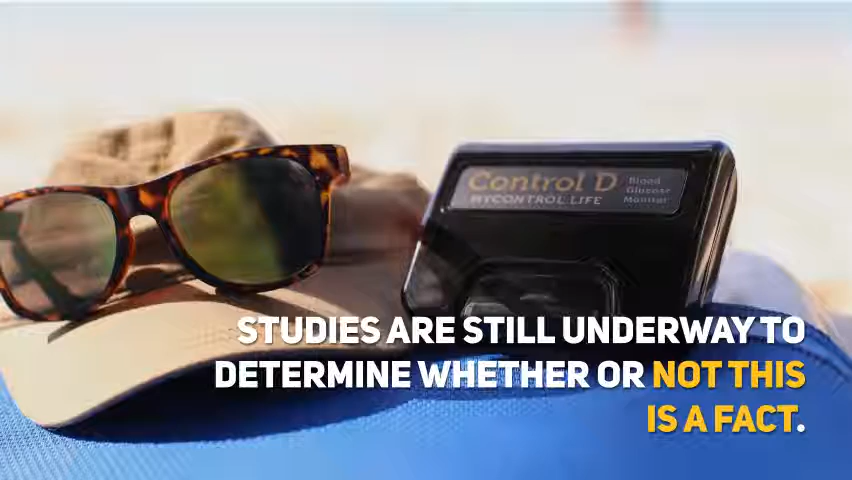 Control D
MYCONTROL.LIFE
Blood
Glucose
Monitor
STUDIES ARE STILL UNDERWAY TO
DETERMINE WHETHER OR NOT THIS
IS A FACT.